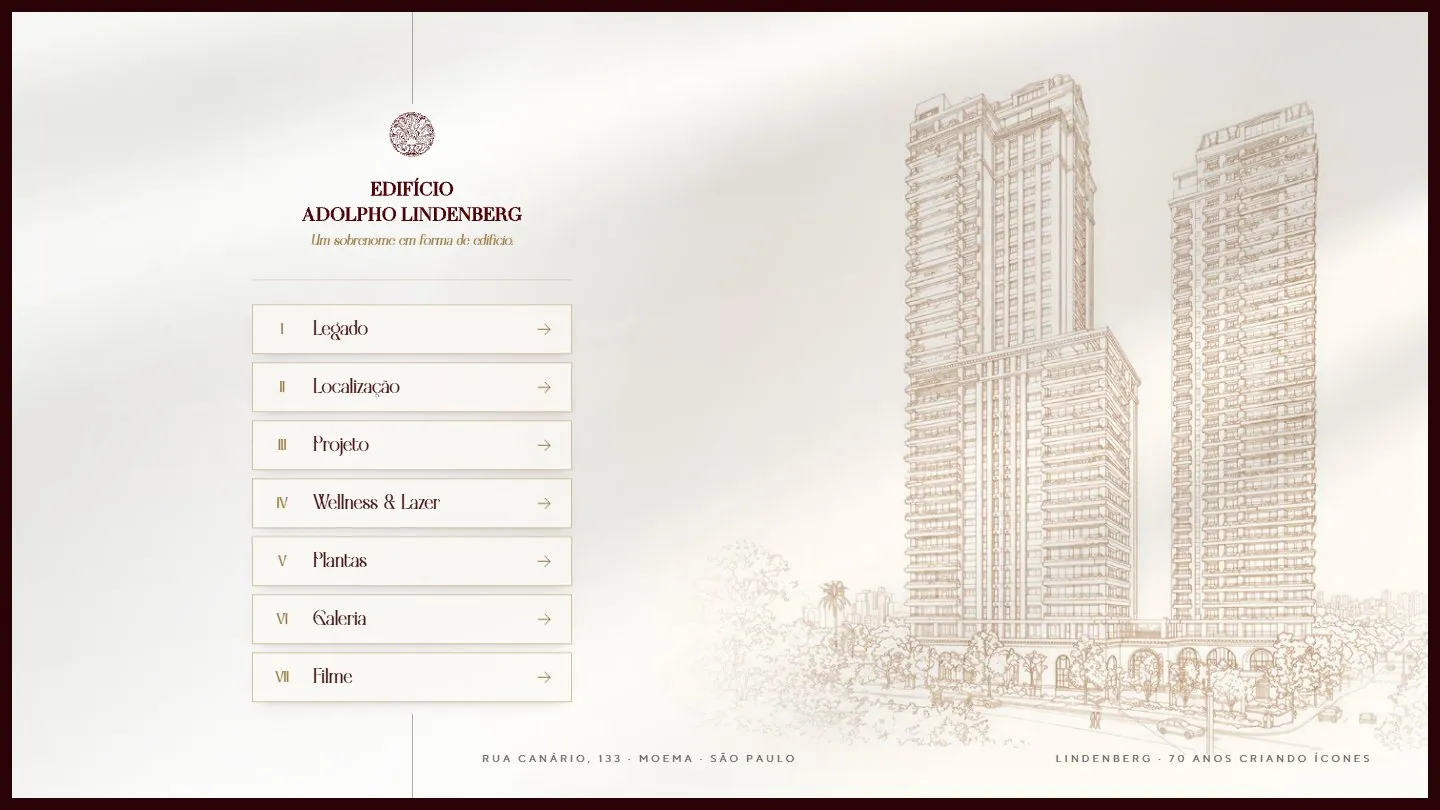 EDIFÍCIO
ADOLPHO LINDENBERG
Um sobrenome em forma de edifício.
I Legado
II Localização
III Projeto
IV Wellness & Lazer
V Plantas
VI Galeria
VII Filme
RUA CANÁRIO, 133 · MOEMA · SÃO PAULO
LINDENBERG · 70 ANOS CRIANDO ÍCONES